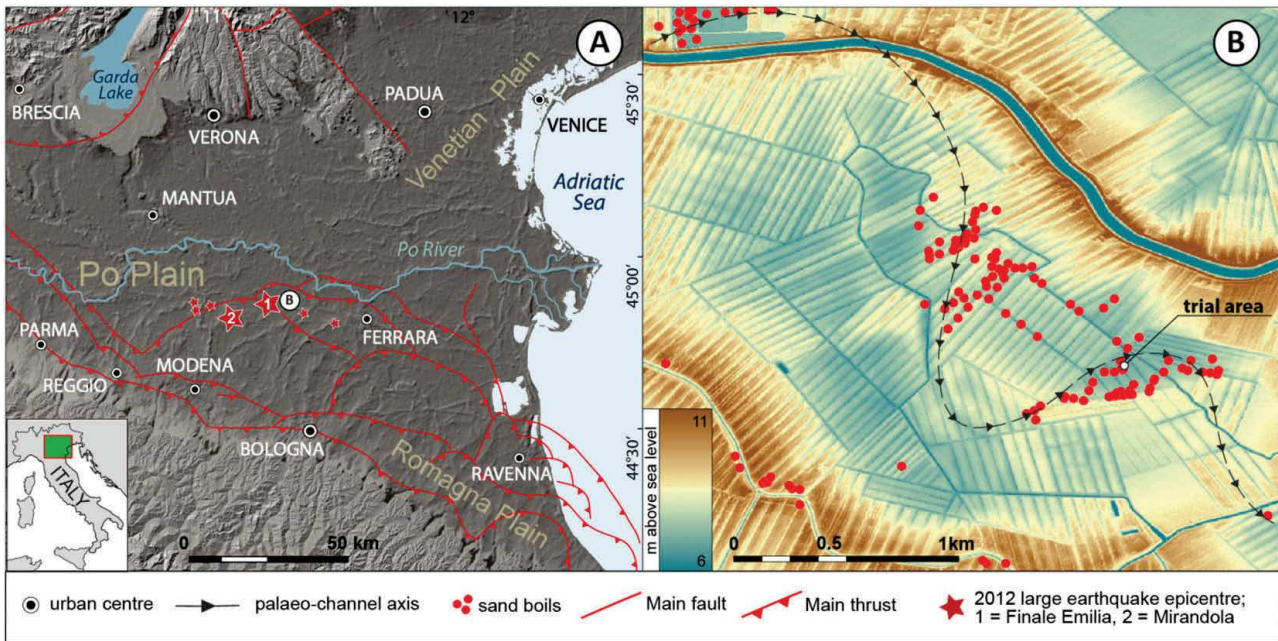 11°
12°
A
Garda
Lake
BRESCIA
VERONA
PADUA
Venetian Plain
VENICE
45°30'
MANTUA
Adriatic
Sea
Po River
Po Plain
45°00'
1
B
2
PARMA
FERRARA
MODENA
REGGIO
BOLOGNA
44°30'
Romagna Plain
RAVENNA
ITALY
0
50 km
B
trial area
11
m above sea level
6
0
0.5
1km
urban centre
palaeo-channel axis
sand boils
Main fault
Main thrust
2012 large earthquake epicentre;
1 = Finale Emilia, 2 = Mirandola